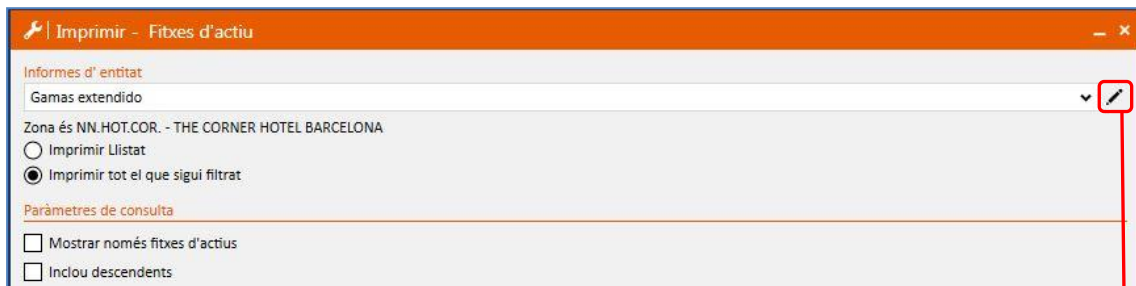 Imprimir - Fitxes d'actiu
Informes d' entitat
Gamas extendido
Zona és NN.HOT.COR. - THE CORNER HOTEL BARCELONA
Imprimir Llistat
Imprimir tot el que sigui filtrat
Paràmetres de consulta
Mostrar només fitxes d'actius
Inclou descendents